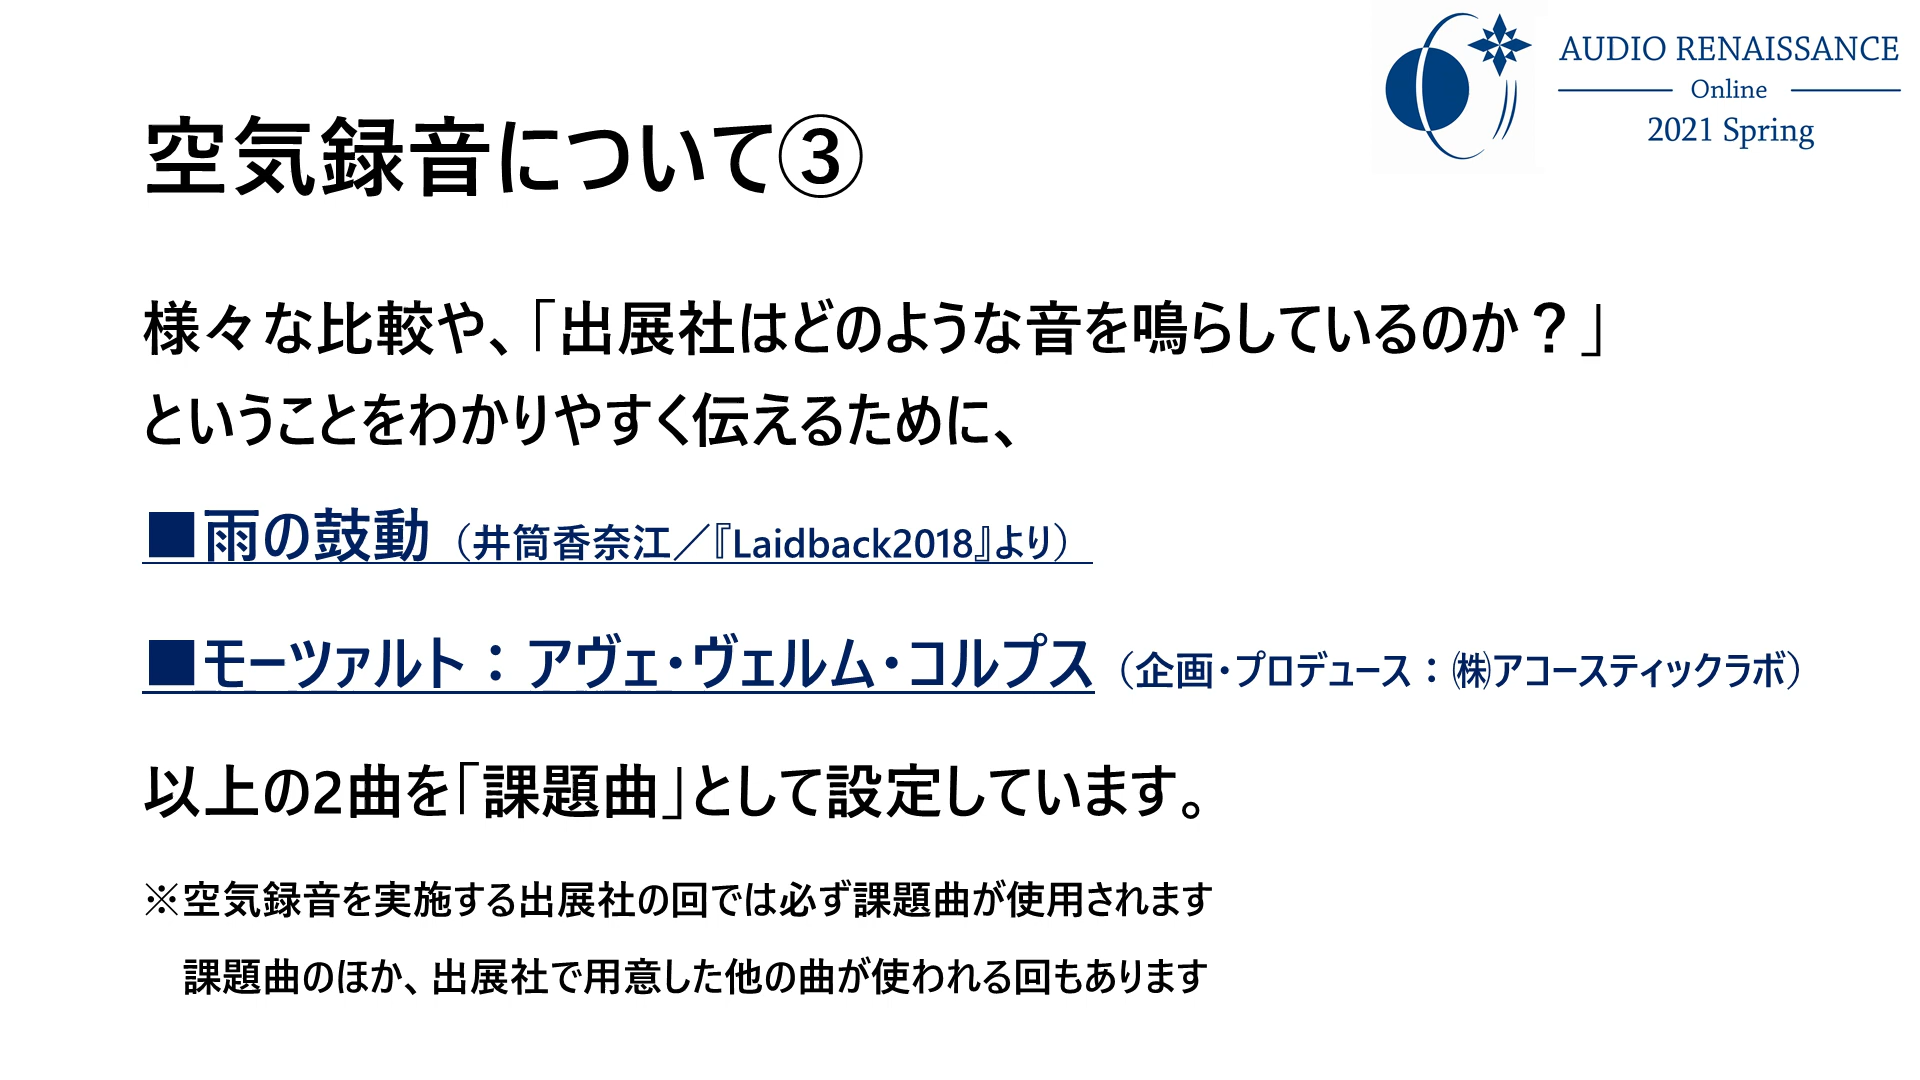 AUDIO RENAISSANCE
Online
2021 Spring
空気録音について③
様々な比較や、「出展社はどのような音を鳴らしているのか？」
ということをわかりやすく伝えるために、
■雨の鼓動（井筒香奈江／『Laidback2018』より）
■モーツァルト：アヴェ・ヴェルム・コルプス（企画・プロデュース：㈱アコースティックラボ）
以上の2曲を「課題曲」として設定しています。
※空気録音を実施する出展社の回では必ず課題曲が使用されます
課題曲のほか、出展社で用意した他の曲が使われる回もあります